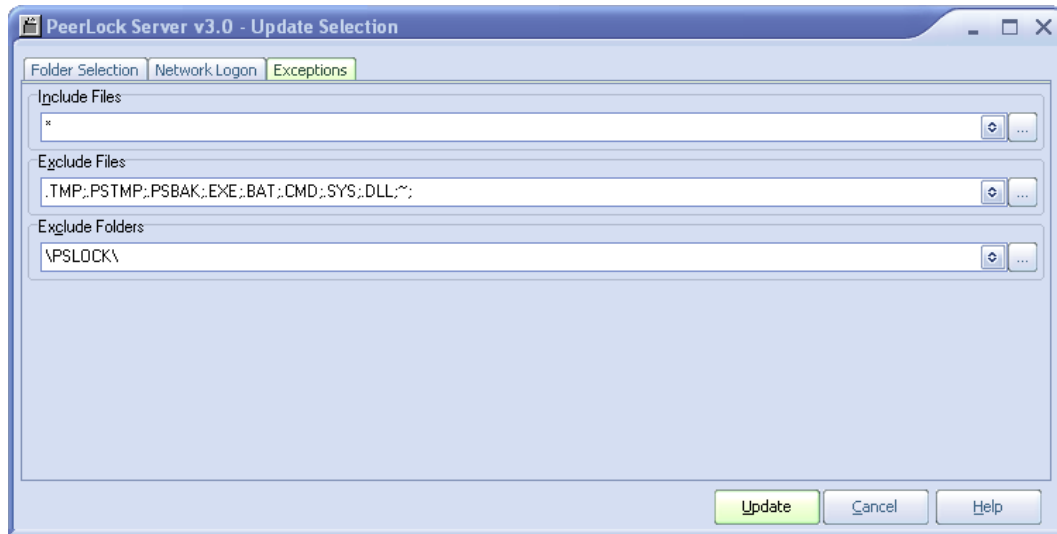 PeerLock Server v3.0 - Update Selection
Folder Selection Network Logon Exceptions
Include Files
*
...
Exclude Files
.TMP;.PSTMP;.PSBAK;.EXE;.BAT;.CMD;.SYS;.DLL;~;
...
Exclude Folders
\PSLOCK\
...
Update Cancel Help